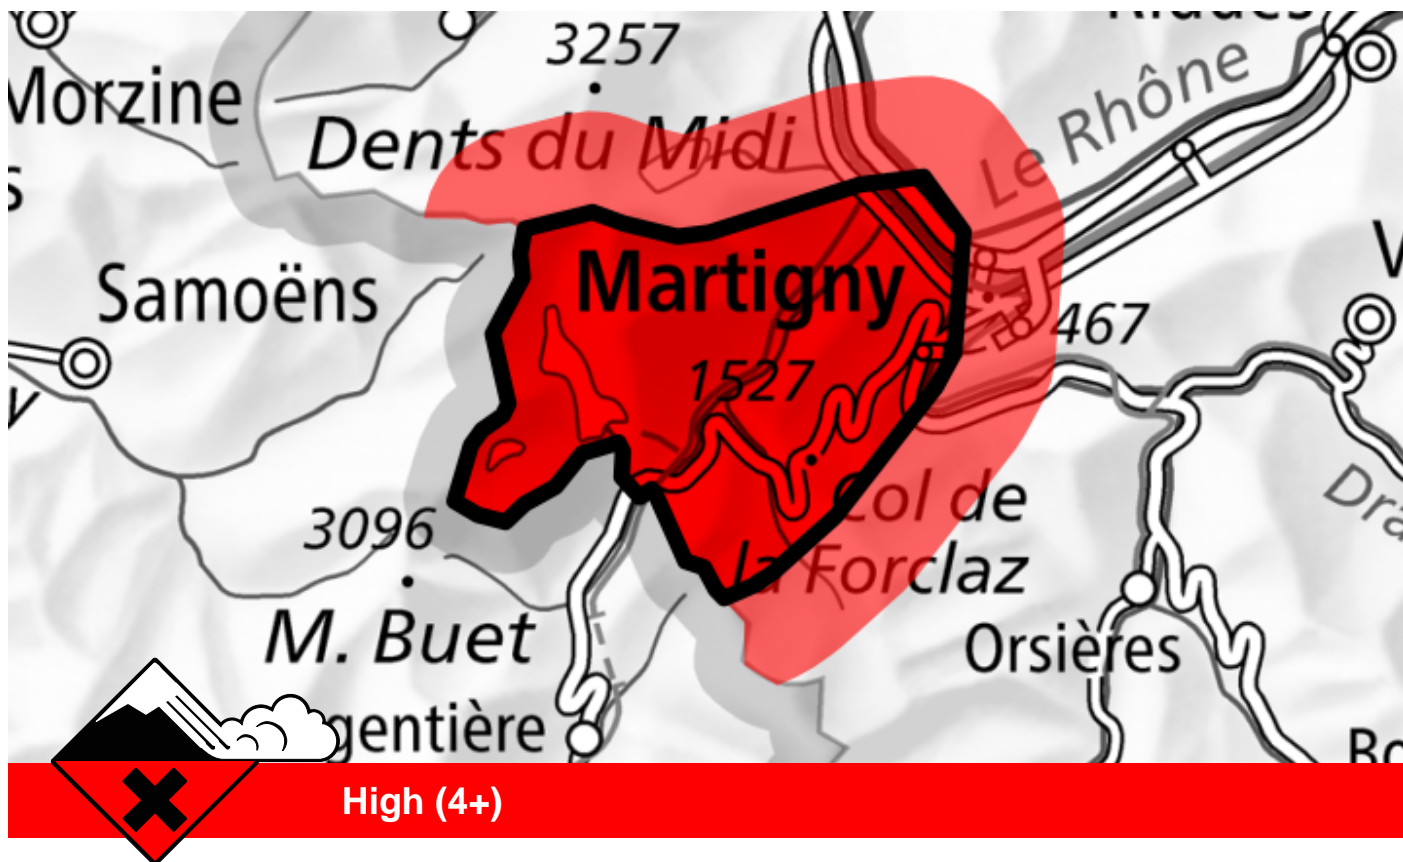 3257
Morzine
Dents du Midi
Le Rhône
Martigny
Samoëns
467
1527
Col de
la Forclaz
3096
M. Buet
Orsières
gentière
High (4+)